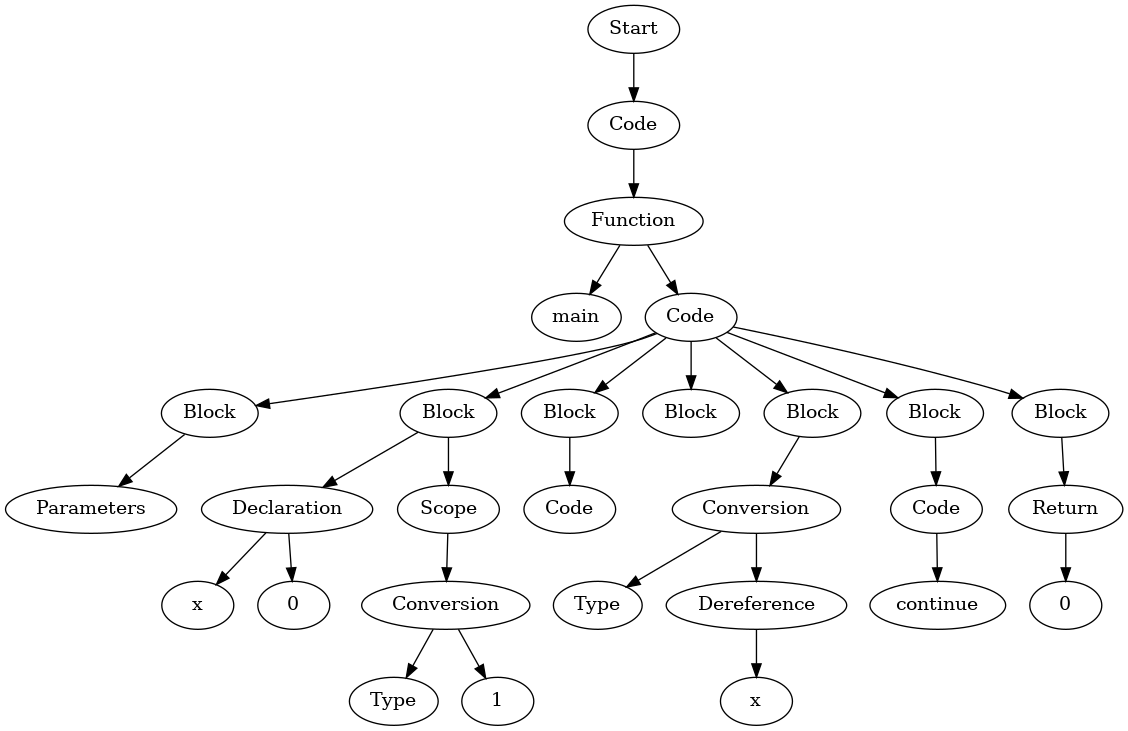 Start
Code
Function
main
Code
Block
Block
Block
Block
Block
Block
Block
Parameters
Declaration
Scope
Code
Conversion
Code
Return
x
0
Conversion
Type
Dereference
continue
0
Type
1
x